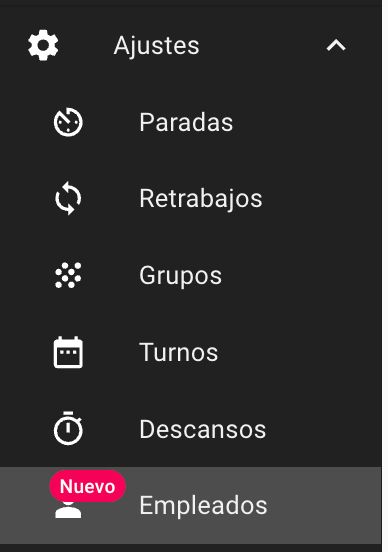 Ajustes
Paradas
Retrabajos
Grupos
Turnos
Descansos
Nuevo
Empleados